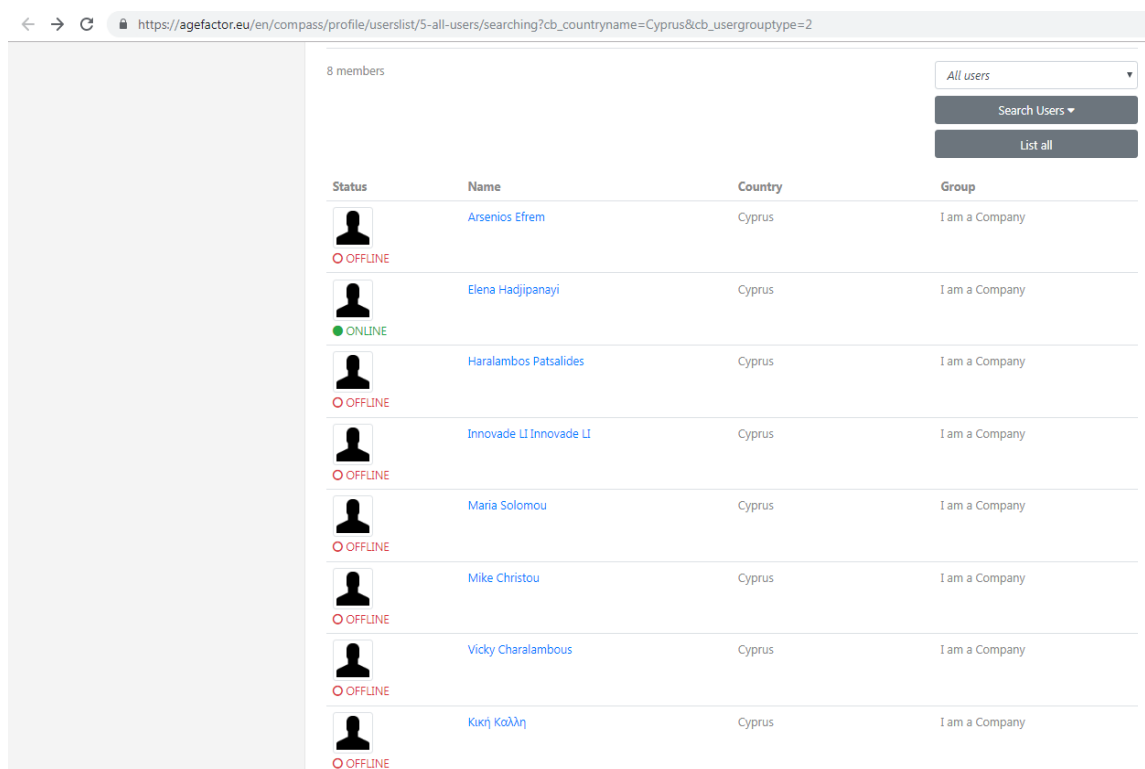 https://agefactor.eu/en/compass/profile/userslist/5-all-users/searching?cb_countryname=Cyprus&cb_usergrouptype=2
8 members
All users
Search Users
List all
Status Name Country Group
Arsenios Efrem Cyprus I am a Company
OFFLINE
Elena Hadjipanayi Cyprus I am a Company
ONLINE
Haralambos Patsalides Cyprus I am a Company
OFFLINE
Innovade LI Innovade LI Cyprus I am a Company
OFFLINE
Maria Solomou Cyprus I am a Company
OFFLINE
Mike Christou Cyprus I am a Company
OFFLINE
Vicky Charalambous Cyprus I am a Company
OFFLINE
Κική Καλλη Cyprus I am a Company
OFFLINE